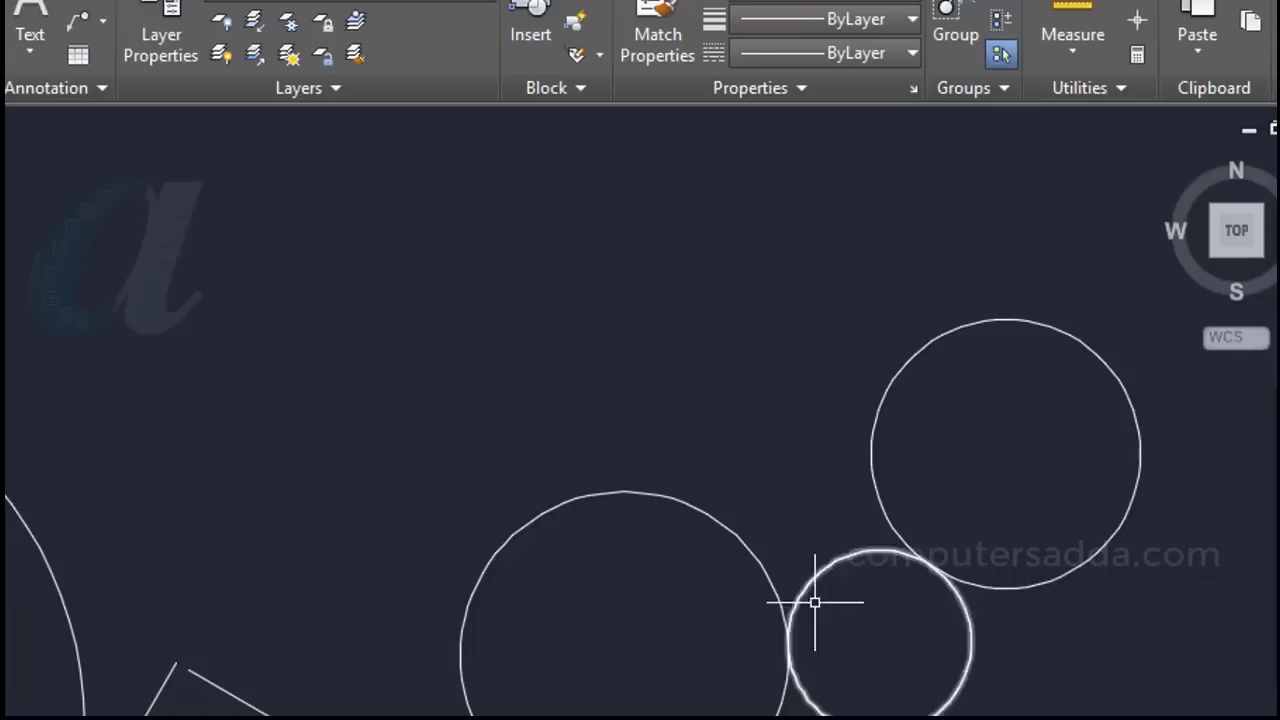 Text
Layer
Properties
Insert
Match
Properties
ByLayer
ByLayer
Group
Measure
Paste
Annotation
Layers
Block
Properties
Groups
Utilities
Clipboard
N
W
TOP
S
WCS
computersadda.com
a